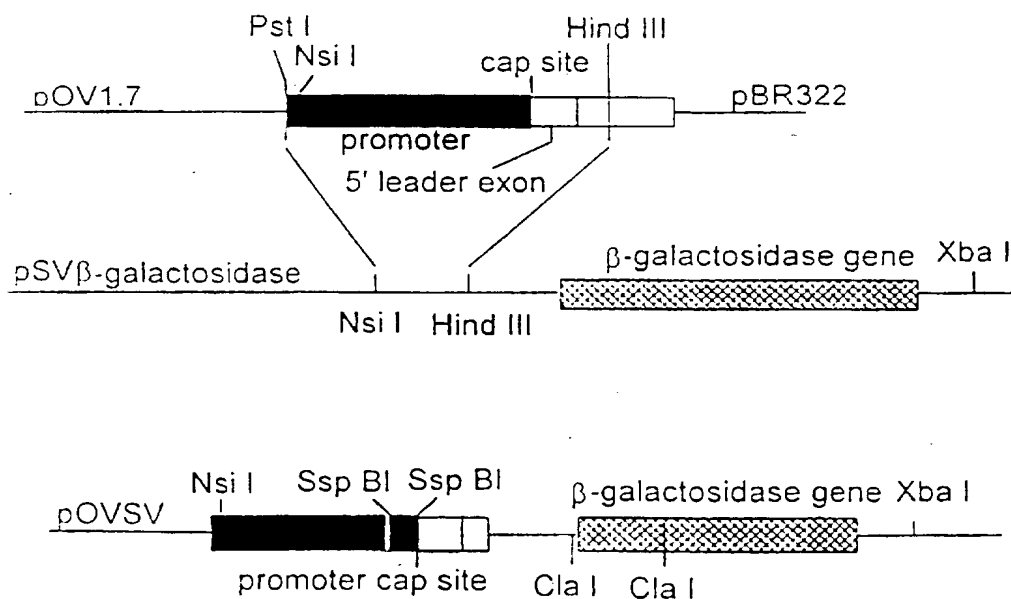 Pst I
Hind III
Nsi I
cap site
pOV1.7
pBR322
promoter
5' leader exon
pSVβ-galactosidase
β-galactosidase gene
Xba I
Nsi I
Hind III
Nsi I
Ssp BI
Ssp BI
β-galactosidase gene
Xba I
pOVSV
promoter
cap site
Cla I
Cla I